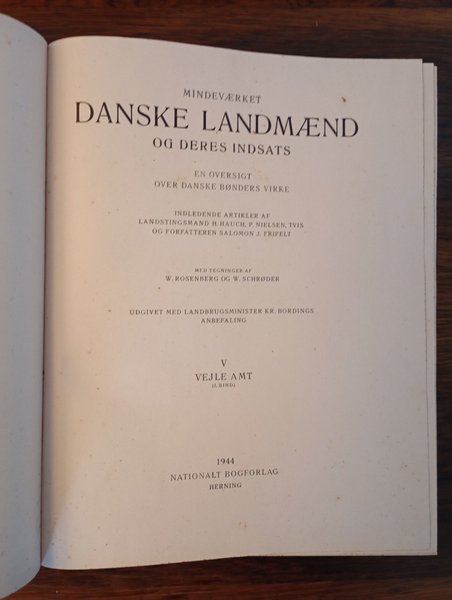 MINDEVÆRKET
DANSKE LANDMÆND
OG DERES INDSATS
EN OVERSIGT
OVER DANSKE BØNDERS VIRKE
INDLEDENDE ARTIKLER AF
LANDSTINGSMAND H. HAUCH, P. NIELSEN, TVIS
OG FORFATTEREN SALOMON J. FRIFELT
MED TEGNINGER AF
W. ROSENBERG OG W. SCHRØDER
UDGIVET MED LANDBRUGSMINISTER KR. BORDINGS
ANBEFALING
V
VEJLE AMT
(I. BIND)
1944
NATIONALT BOGFORLAG
HERNING